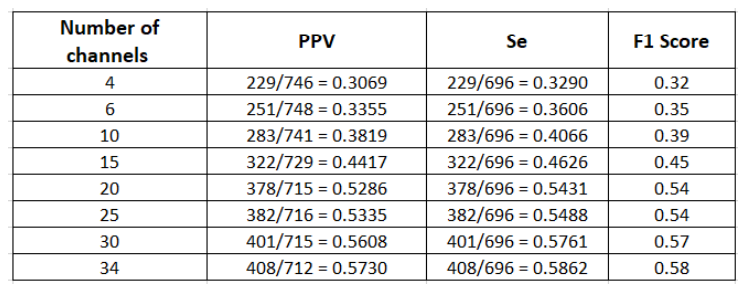 Number of channels PPV Se F1 Score
4 229/746 = 0.3069 229/696 = 0.3290 0.32
6 251/748 = 0.3355 251/696 = 0.3606 0.35
10 283/741 = 0.3819 283/696 = 0.4066 0.39
15 322/729 = 0.4417 322/696 = 0.4626 0.45
20 378/715 = 0.5286 378/696 = 0.5431 0.54
25 382/716 = 0.5335 382/696 = 0.5488 0.54
30 401/715 = 0.5608 401/696 = 0.5761 0.57
34 408/712 = 0.5730 408/696 = 0.5862 0.58